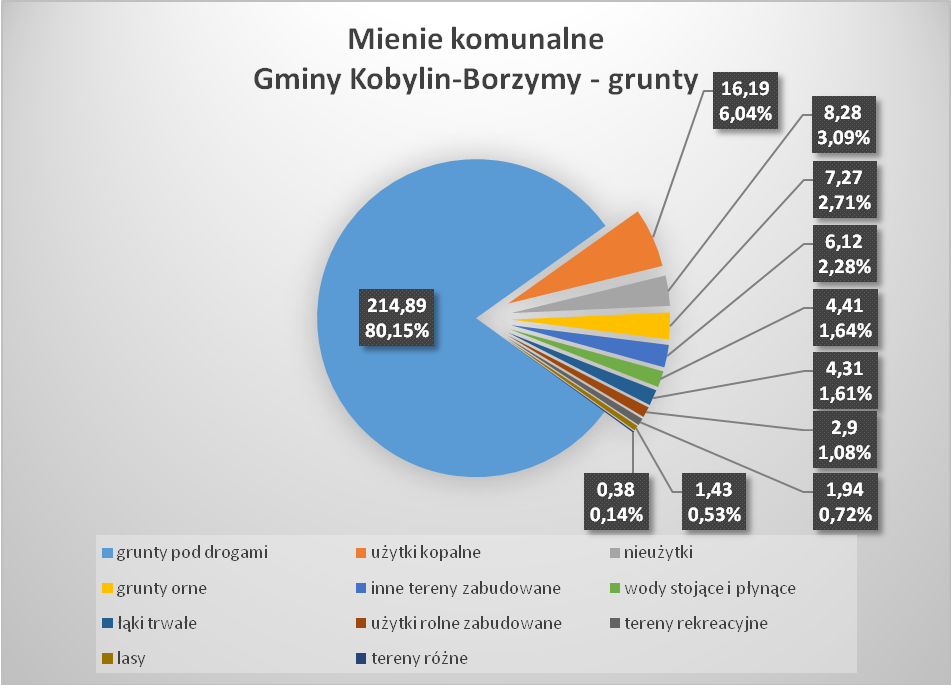 Mienie komunalne
Gminy Kobylin-Borzymy - grunty
16,19
6,04%
8,28
3,09%
7,27
2,71%
6,12
2,28%
214,89
80,15%
4,41
1,64%
4,31
1,61%
2,9
1,08%
0,38
0,14%
1,43
0,53%
1,94
0,72%
grunty pod drogami
użytki kopalne
nieużytki
grunty orne
inne tereny zabudowane
wody stojące i płynące
łąki trwałe
użytki rolne zabudowane
tereny rekreacyjne
lasy
tereny różne